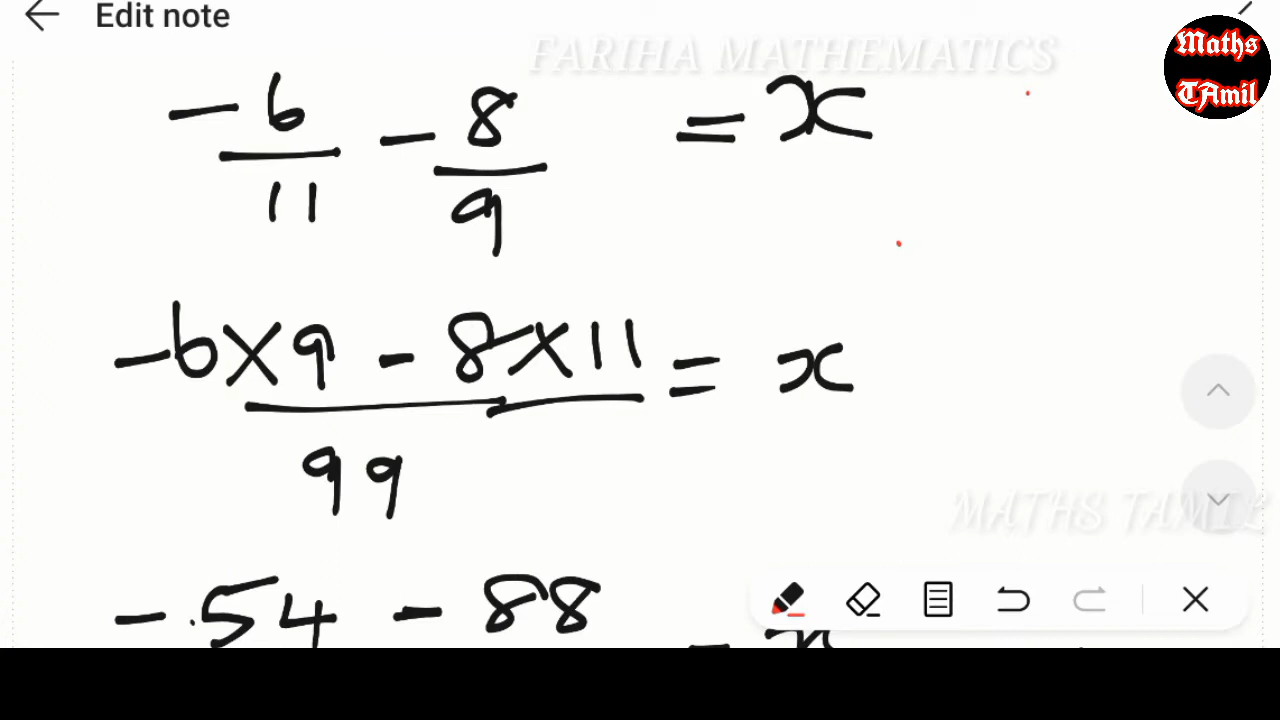 Edit note
FARIHA MATHEMATICS
Maths
TAmil
-6/11 - 8/9 = x
-6×9 - 8×11 / 99 = x
MATHS TAMIL
-54 - 88 = x